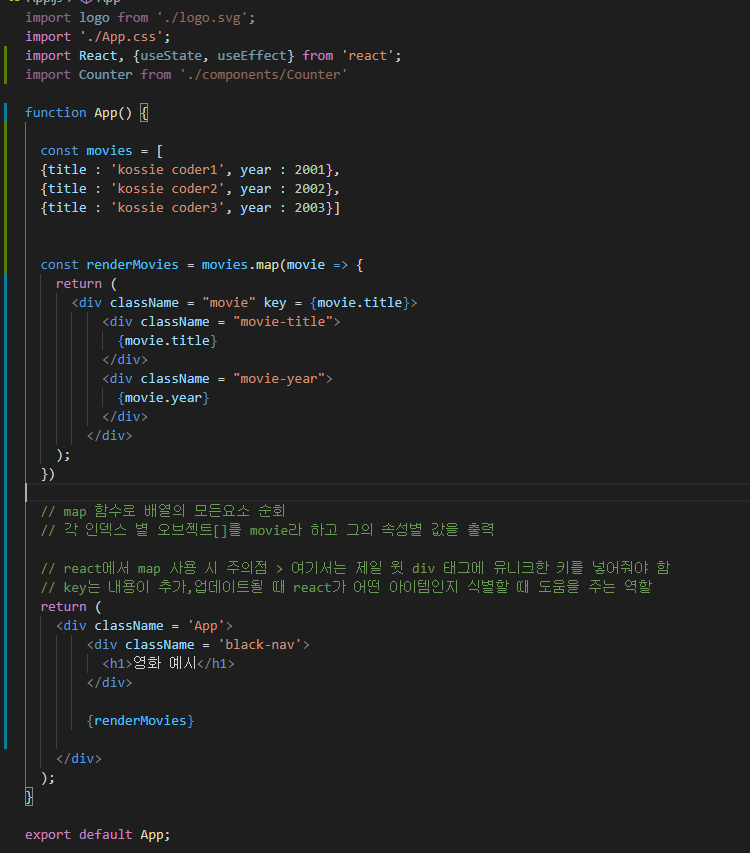 App.js > App
import logo from './logo.svg';
import './App.css';
import React, {useState, useEffect} from 'react';
import Counter from './components/Counter'
function App() {
const movies = [
{title : 'kossie coder1', year : 2001},
{title : 'kossie coder2', year : 2002},
{title : 'kossie coder3', year : 2003}]
const renderMovies = movies.map(movie => {
return (
<div className = "movie" key = {movie.title}>
<div className = "movie-title">
{movie.title}
</div>
<div className = "movie-year">
{movie.year}
</div>
</div>
);
})
// map 함수로 배열의 모든요소 순회
// 각 인덱스 별 오브젝트[]를 movie라 하고 그의 속성별 값을 출력
// react에서 map 사용 시 주의점 > 여기서는 제일 윗 div 태그에 유니크한 키를 넣어줘야 함
// key는 내용이 추가,업데이트될 때 react가 어떤 아이템인지 식별할 때 도움을 주는 역할
return (
<div className = 'App'>
<div className = 'black-nav'>
<h1>영화 예시</h1>
</div>
{renderMovies}
</div>
);
}
export default App;